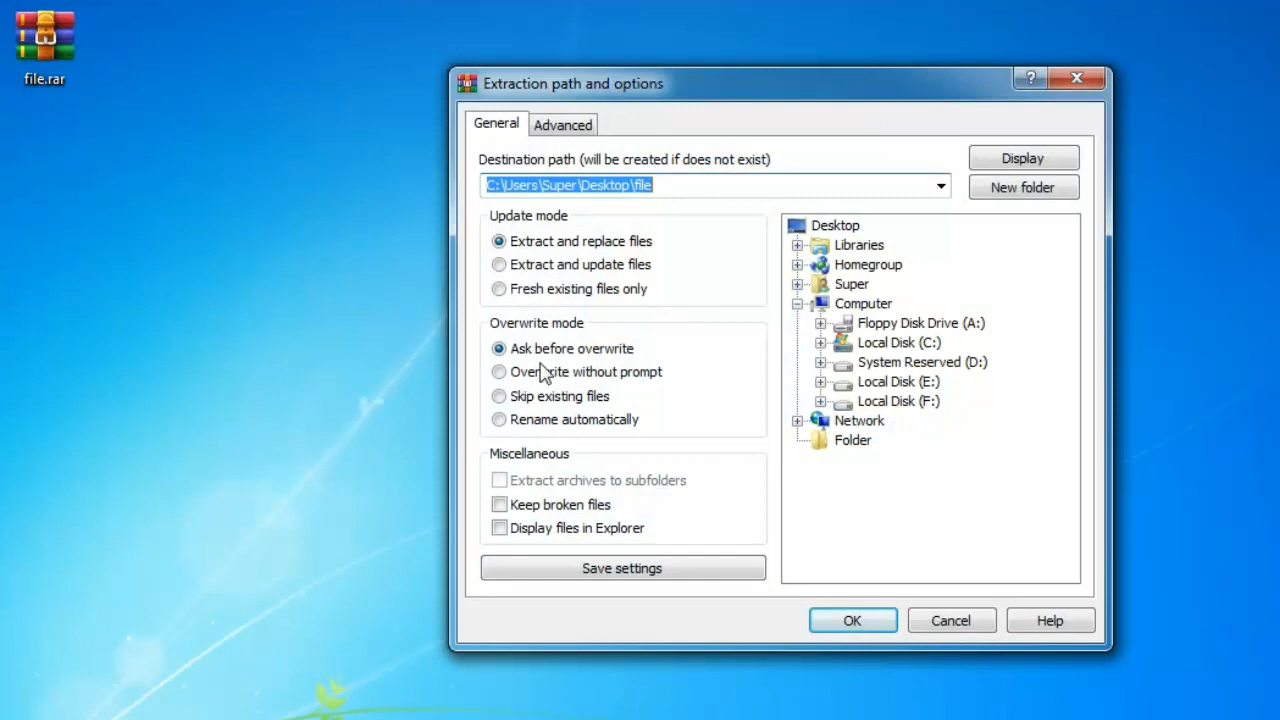 file.rar
Extraction path and options
?
General
Advanced
Destination path (will be created if does not exist)
Display
C:\Users\Super\Desktop\file
New folder
Update mode
Extract and replace files
Extract and update files
Fresh existing files only
Overwrite mode
Ask before overwrite
Overwrite without prompt
Skip existing files
Rename automatically
Miscellaneous
Extract archives to subfolders
Keep broken files
Display files in Explorer
Save settings
Desktop
Libraries
Homegroup
Super
Computer
Floppy Disk Drive (A:)
Local Disk (C:)
System Reserved (D:)
Local Disk (E:)
Local Disk (F:)
Network
Folder
OK
Cancel
Help